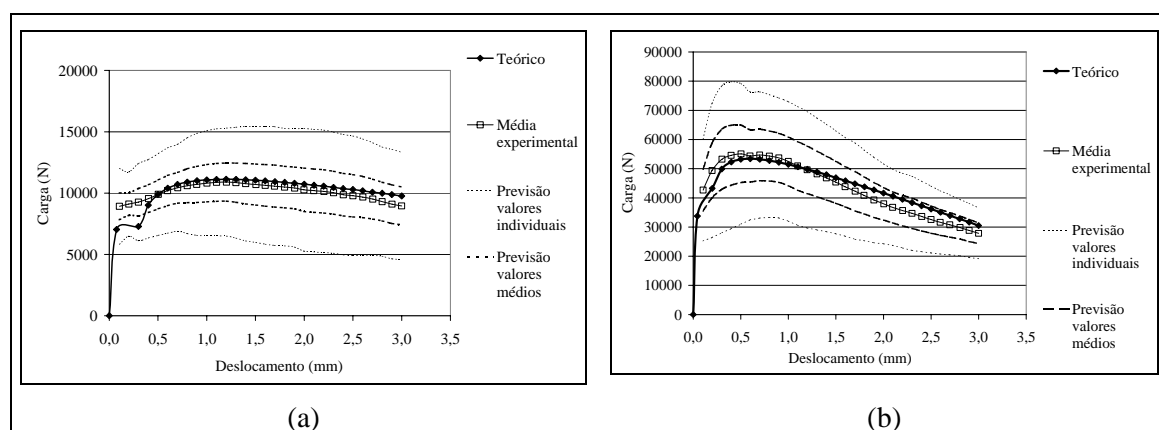 20000
15000
10000
5000
0
Carga (N)
0,0 0,5 1,0 1,5 2,0 2,5 3,0 3,5
Deslocamento (mm)
Teórico
Média
experimental
Previsão
valores
individuais
Previsão
valores
médios
(a)
90000
80000
70000
60000
50000
40000
30000
20000
10000
0
Carga (N)
0,0 0,5 1,0 1,5 2,0 2,5 3,0 3,5
Deslocamento (mm)
Teórico
Média
experimental
Previsão
valores
individuais
Previsão
valores
médios
(b)